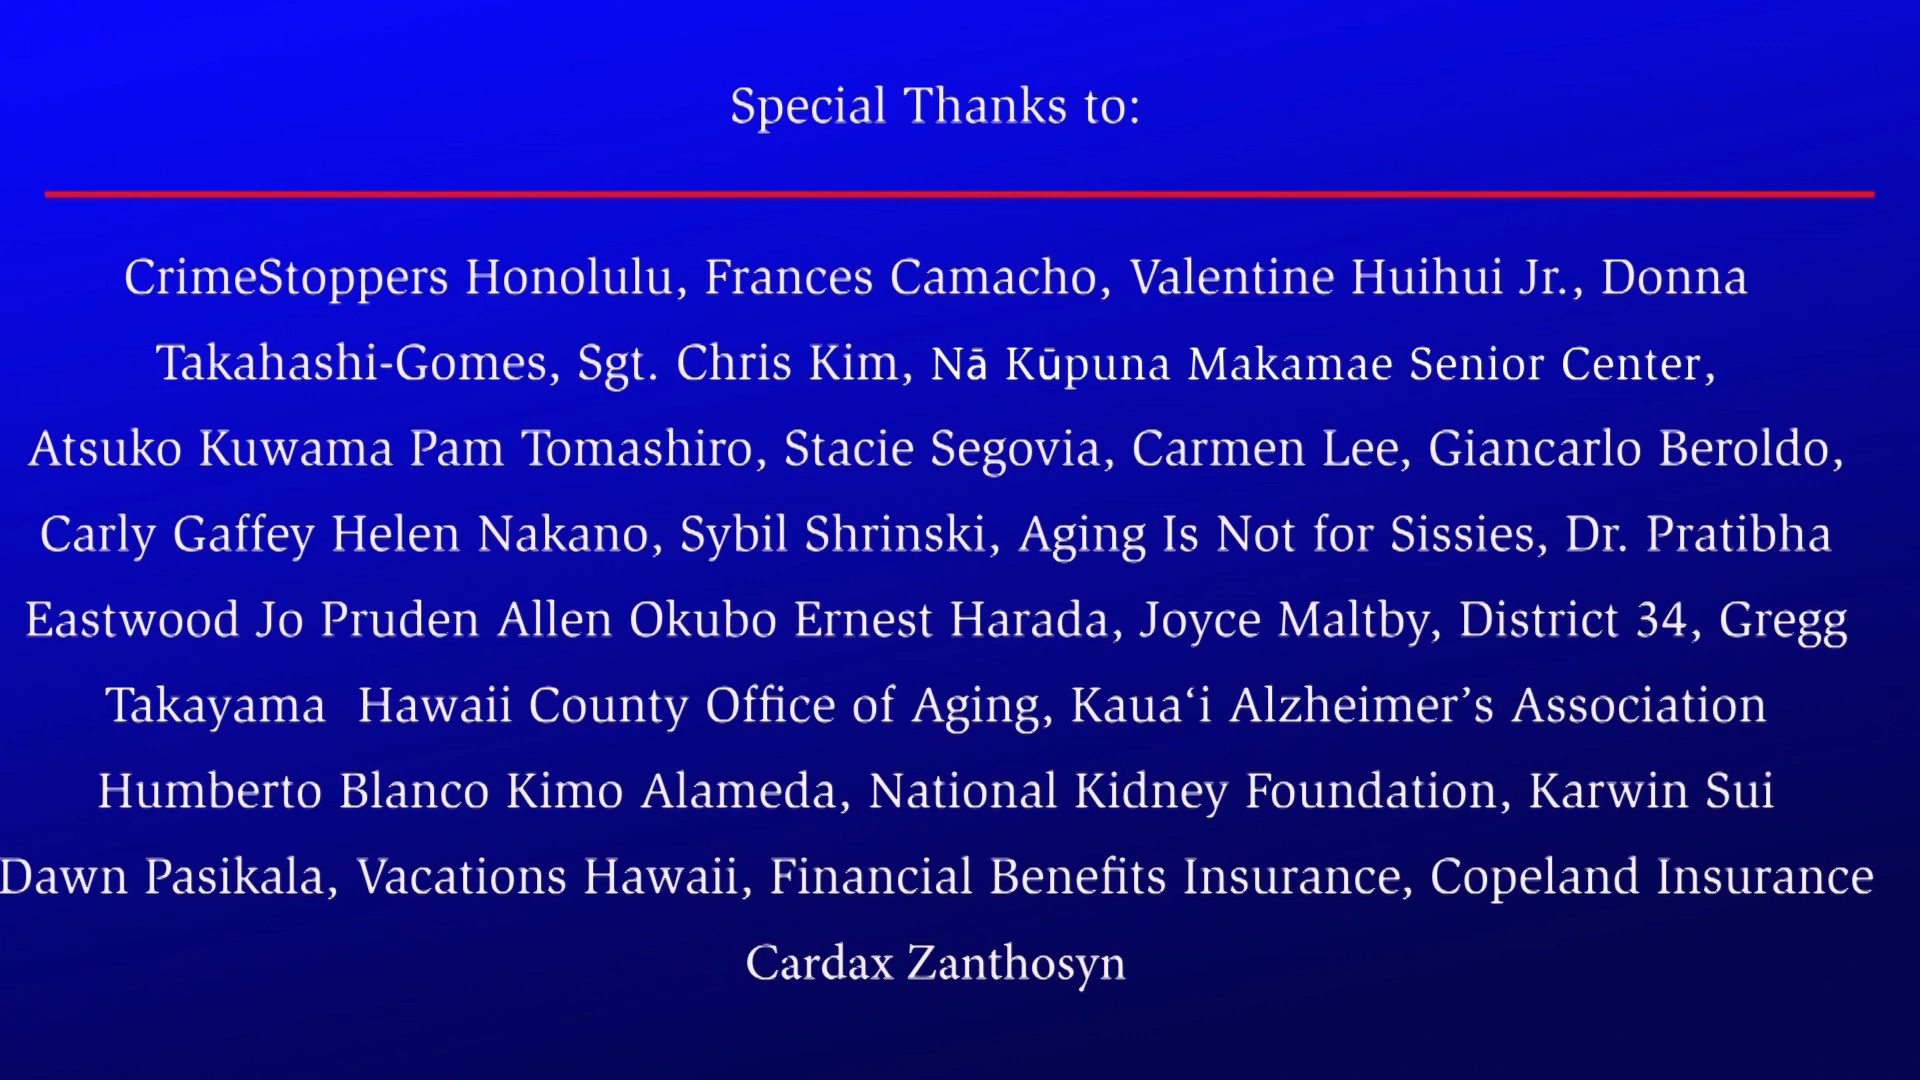 Special Thanks to:
CrimeStoppers Honolulu, Frances Camacho, Valentine Huihui Jr., Donna
Takahashi-Gomes, Sgt. Chris Kim, Nā Kūpuna Makamae Senior Center,
Atsuko Kuwama Pam Tomashiro, Stacie Segovia, Carmen Lee, Giancarlo Beroldo,
Carly Gaffey Helen Nakano, Sybil Shrinski, Aging Is Not for Sissies, Dr. Pratibha
Eastwood Jo Pruden Allen Okubo Ernest Harada, Joyce Maltby, District 34, Gregg
Takayama  Hawaii County Office of Aging, Kaua‘i Alzheimer’s Association
Humberto Blanco Kimo Alameda, National Kidney Foundation, Karwin Sui
Dawn Pasikala, Vacations Hawaii, Financial Benefits Insurance, Copeland Insurance
Cardax Zanthosyn